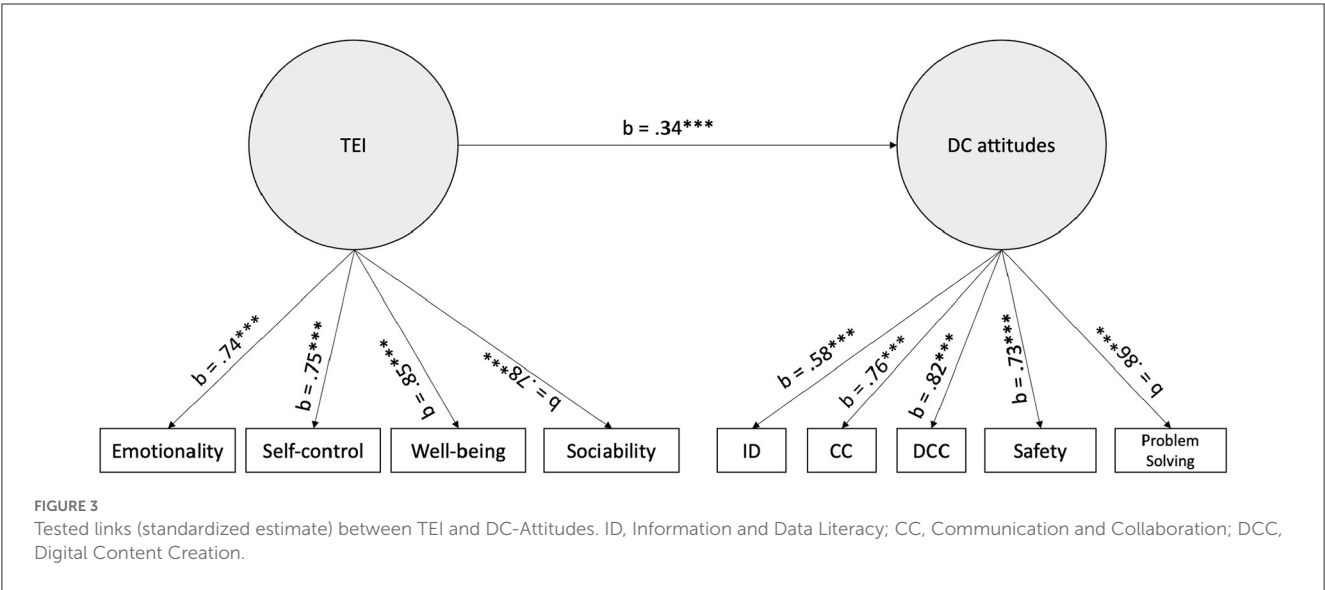 b = .34***
TEI
DC attitudes
b = .74***
b = .75***
b = .85***
b = .78***
b = .58***
b = .76***
b = .82***
b = .73***
b = .86***
Emotionality
Self-control
Well-being
Sociability
ID
CC
DCC
Safety
Problem
Solving
FIGURE 3
Tested links (standardized estimate) between TEI and DC-Attitudes. ID, Information and Data Literacy; CC, Communication and Collaboration; DCC,
Digital Content Creation.